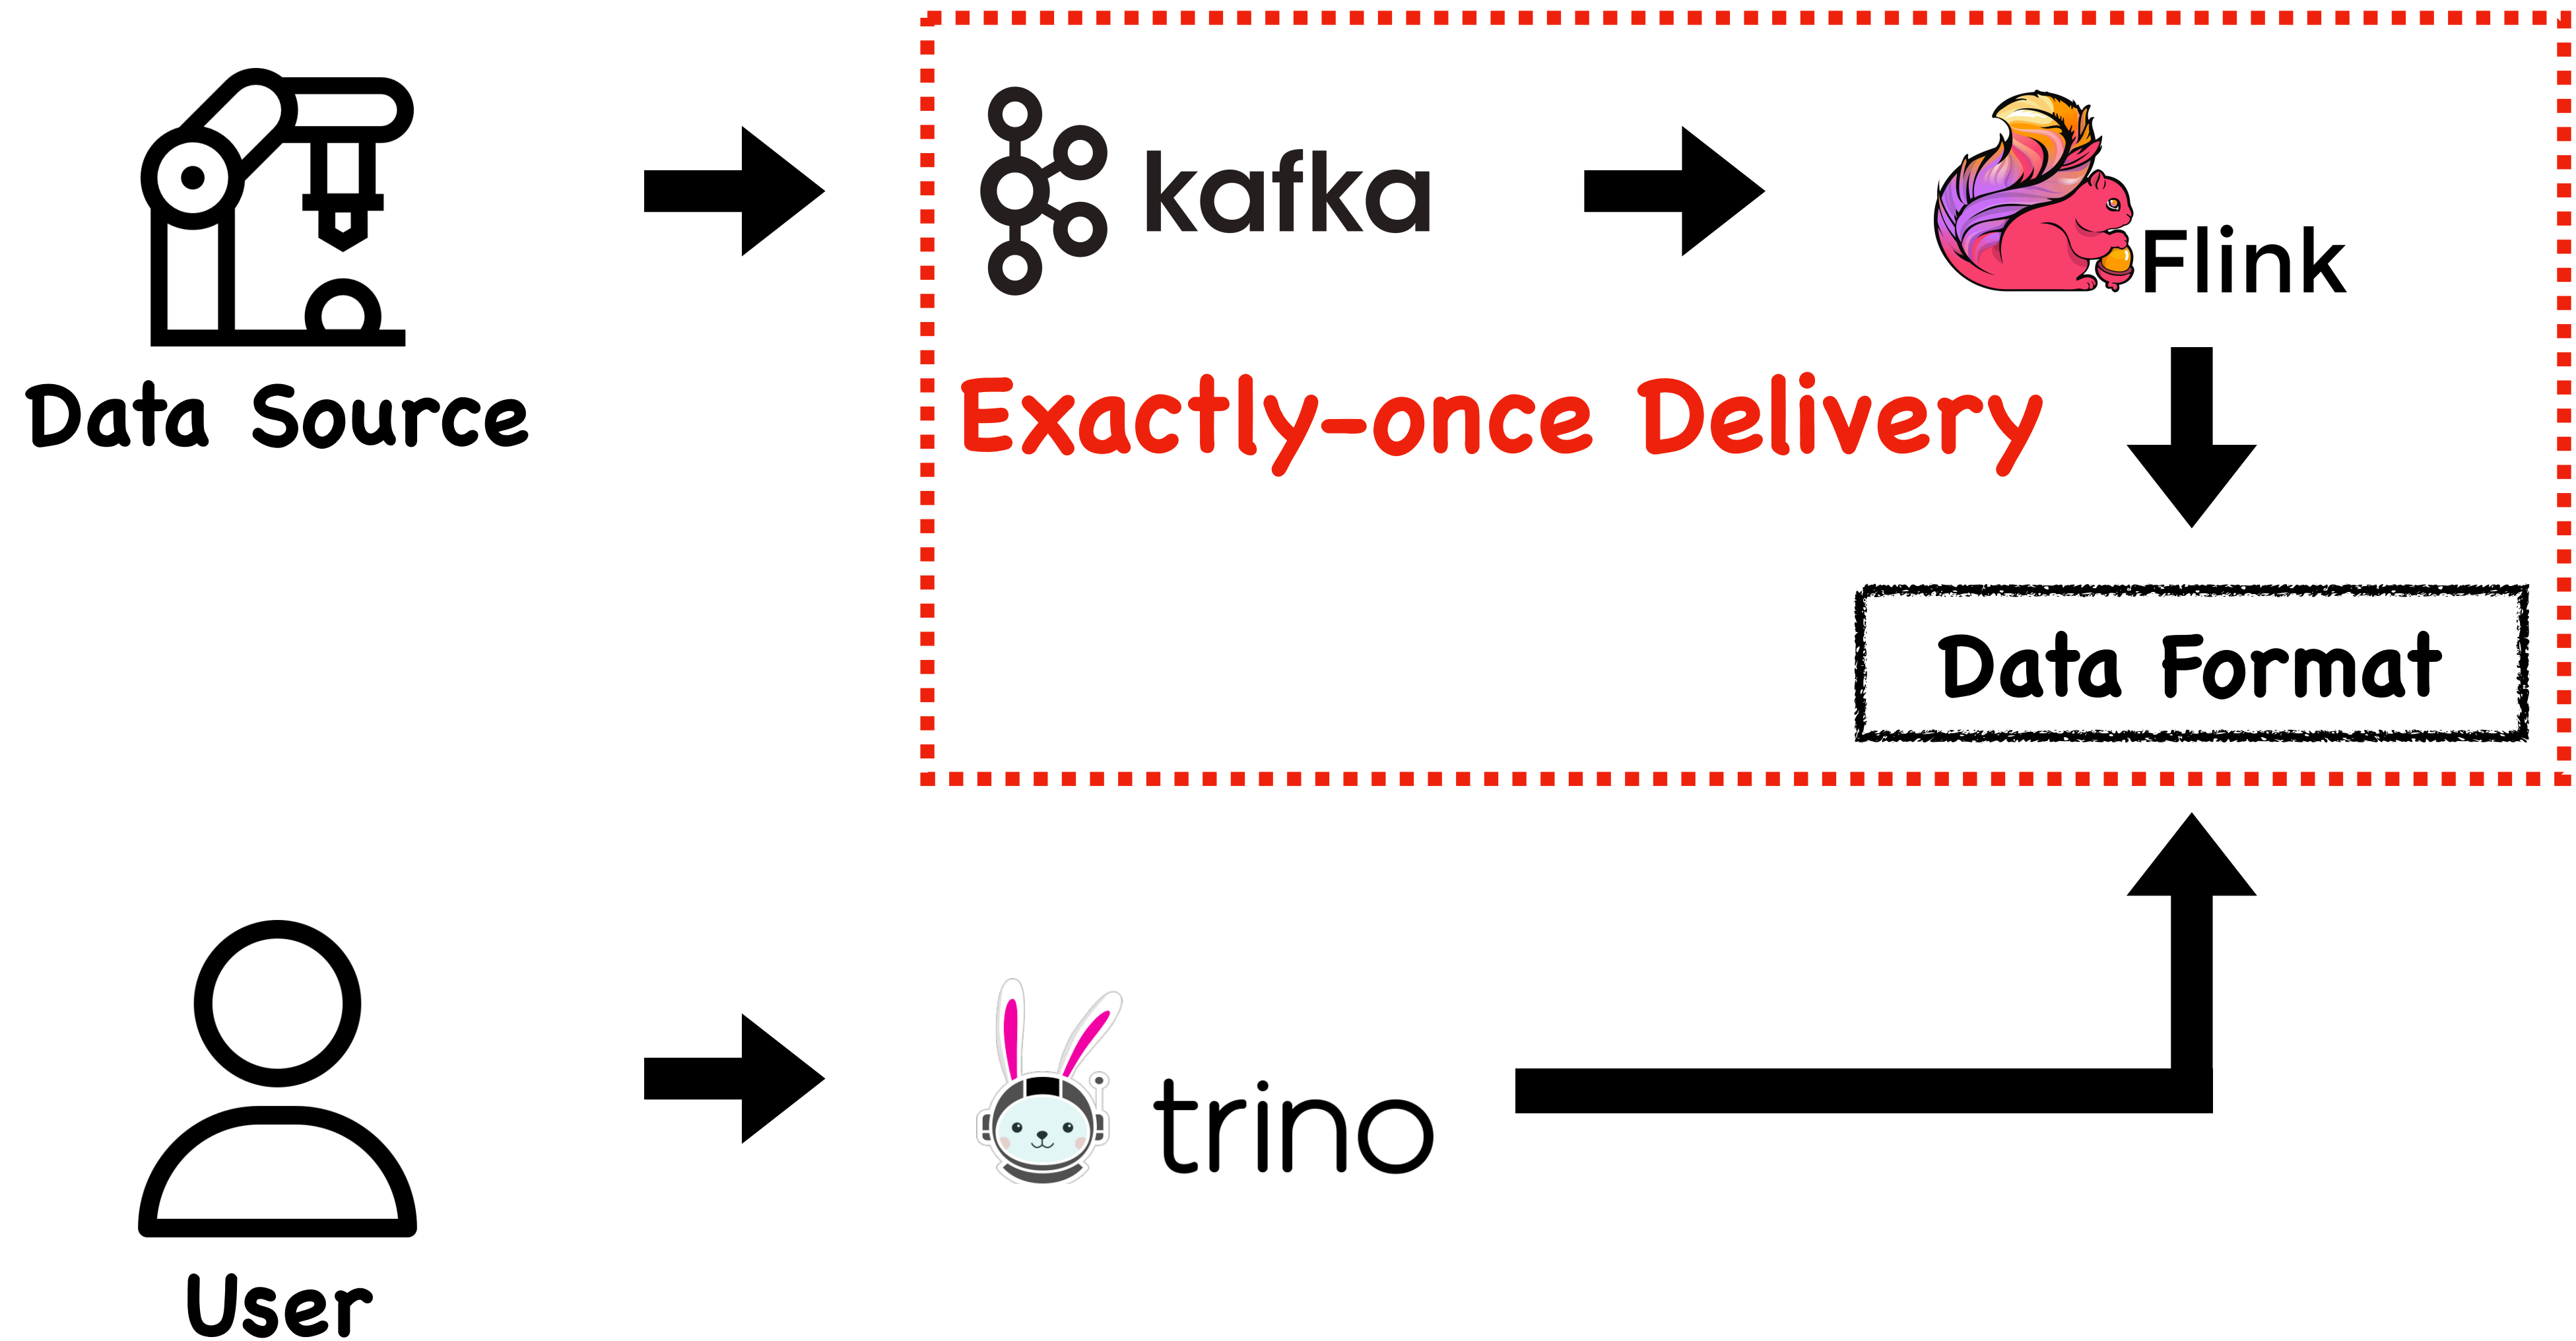 kafka
Flink
Data Source
Exactly-once Delivery
Data Format
trino
User